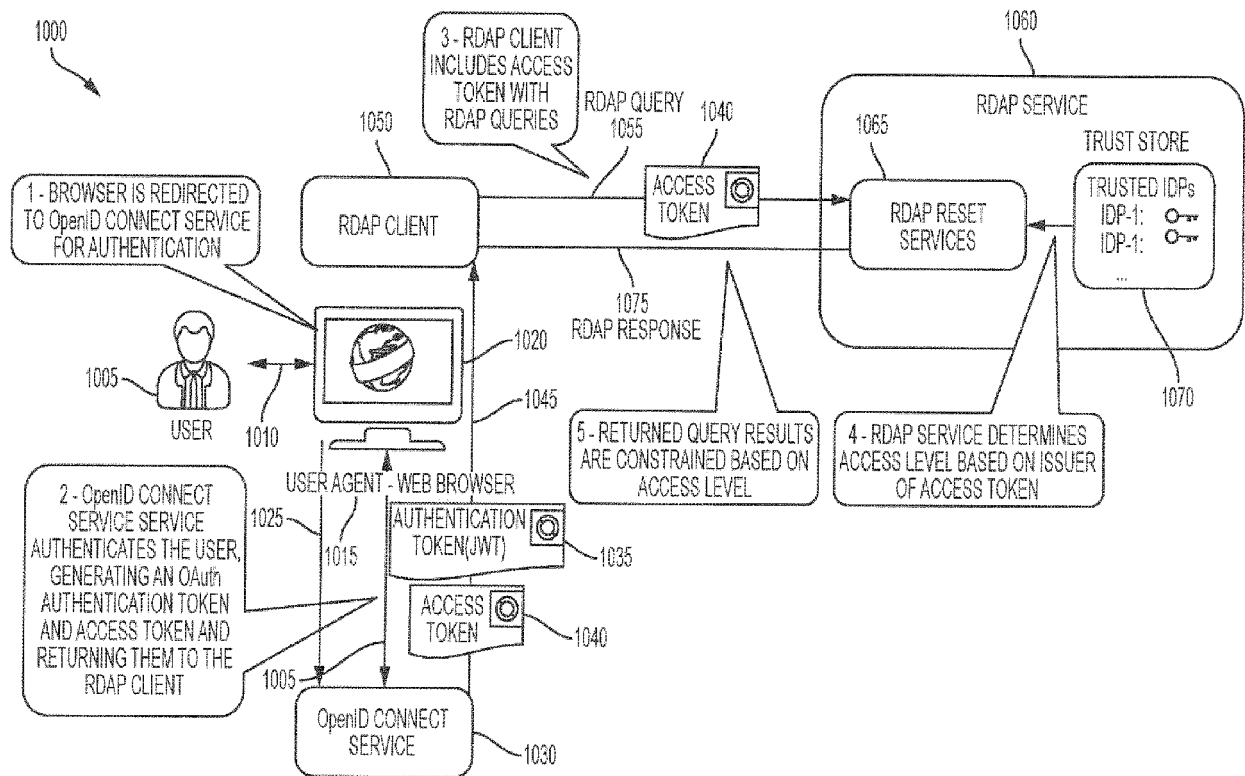 1000
3 - RDAP CLIENT
INCLUDES ACCESS
TOKEN WITH
RDAP QUERIES
RDAP QUERY
1055
1040
1060
RDAP SERVICE
1050
1065
TRUST STORE
1 - BROWSER IS REDIRECTED
TO OpenID CONNECT SERVICE
FOR AUTHENTICATION
RDAP CLIENT
ACCESS
TOKEN
RDAP RESET
SERVICES
TRUSTED IDPs
IDP-1:
IDP-1:
...
1075
RDAP RESPONSE
1070
1020
1005
USER
1010
1045
5 - RETURNED QUERY RESULTS
ARE CONSTRAINED BASED ON
ACCESS LEVEL
4 - RDAP SERVICE DETERMINES
ACCESS LEVEL BASED ON ISSUER
OF ACCESS TOKEN
USER AGENT - WEB BROWSER
2 - OpenID CONNECT
SERVICE SERVICE
AUTHENTICATES THE USER,
GENERATING AN OAuth
AUTHENTICATION TOKEN
AND ACCESS TOKEN AND
RETURNING THEM TO THE
RDAP CLIENT
1025
1015
AUTHENTICATION
TOKEN(JWT)
1035
ACCESS
TOKEN
1040
1005
OpenID CONNECT
SERVICE
1030